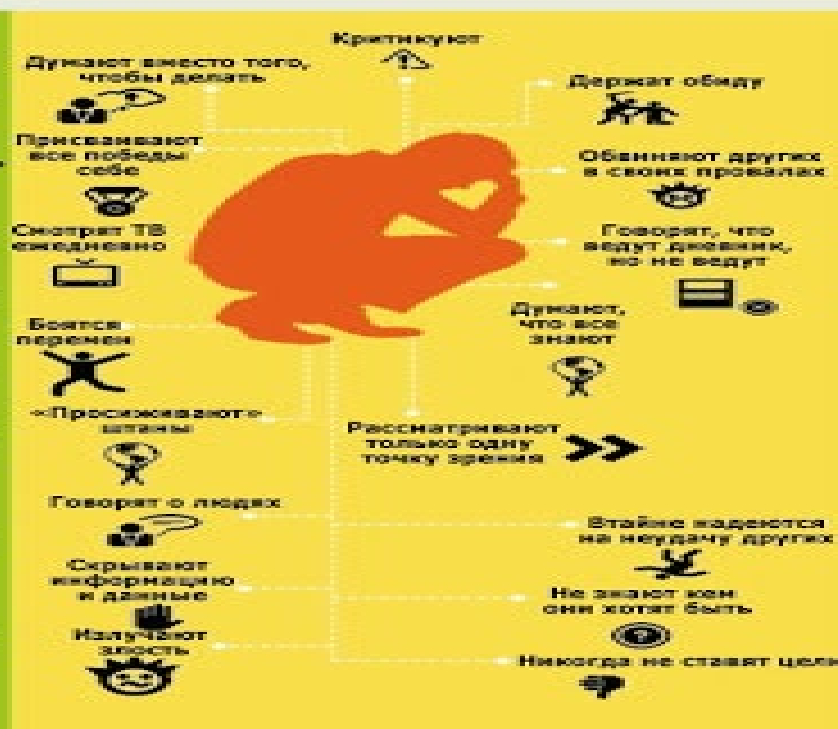 Критикуют
Думают вместо того,
чтобы делать
Присваивают
все победы
себе
Смотрят ТВ
ежедневно
Боятся
перемен
«Просиживают»
штаны
Говорят о людях
Скрывают
информацию
и данные
Излучают
злость
Держат обиду
Обвиняют других
в своих провалах
Говорят, что
ведут дневник,
но не ведут
Думают,
что все
знают
Рассматривают
только одну
точку зрения
Втайне надеются
на неудачу других
Не знают кем
они хотят быть
Никогда не ставят цели